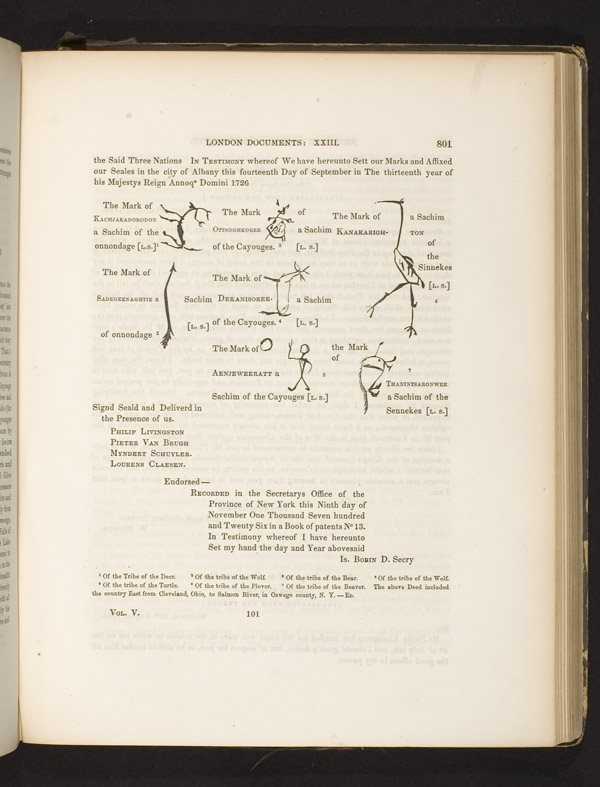 LONDON DOCUMENTS: XXIII. 801
the Said Three Nations In Testimony whereof We have hereunto Sett our Marks and Affixed
our Seales in the city of Albany this fourteenth Day of September in The thirteenth year of
his Majestys Reign Annoqe Domini 1726
The Mark of
Kachjakadorodon
a Sachim of the
onnondage [L.S.]¹
The Mark of
Ottsoghkoree a Sachim
of the Cayouges. ³ [L. S.]
The Mark of a Sachim
Kanakarighton
of
the
Sinnekes
[L. S.]
⁶
The Mark of
Sadegeenaghtie a Sachim
of onnondage ² [L. S.]
The Mark of
Dekanisoree a Sachim
of the Cayouges. ⁴ [L. S.]
The Mark of
Aenjeweeratt a ⁵
Sachim of the Cayouges [L. S.]
the Mark
of
⁷
Thanintsaronwee
a Sachim of the
Sennekes [L. S.]
Signd Seald and Deliverd in
the Presence of us.
Philip Livingston
Pieter Van Brugh
Myndert Schuyler.
Lourens Claesen.
Endorsed—
Recorded in the Secretarys Office of the
Province of New York this Ninth day of
November One Thousand Seven hundred
and Twenty Six in a Book of patents No 13.
In Testimony whereof I have hereunto
Set my hand the day and Year abovesaid
Is. Bobin D. Secry
¹ Of the Tribe of the Deer. ² Of the tribe of the Wolf. ³ Of the tribe of the Bear. ⁴ Of the tribe of the Wolf.
⁵ Of the tribe of the Turtle. ⁶ Of the tribe of the Plover. ⁷ Of the tribe of the Beaver. The above Deed included
the country East from Cleveland, Ohio, to Salmon River, in Oswego county, N. Y. — Ed.
Vol. V. 101